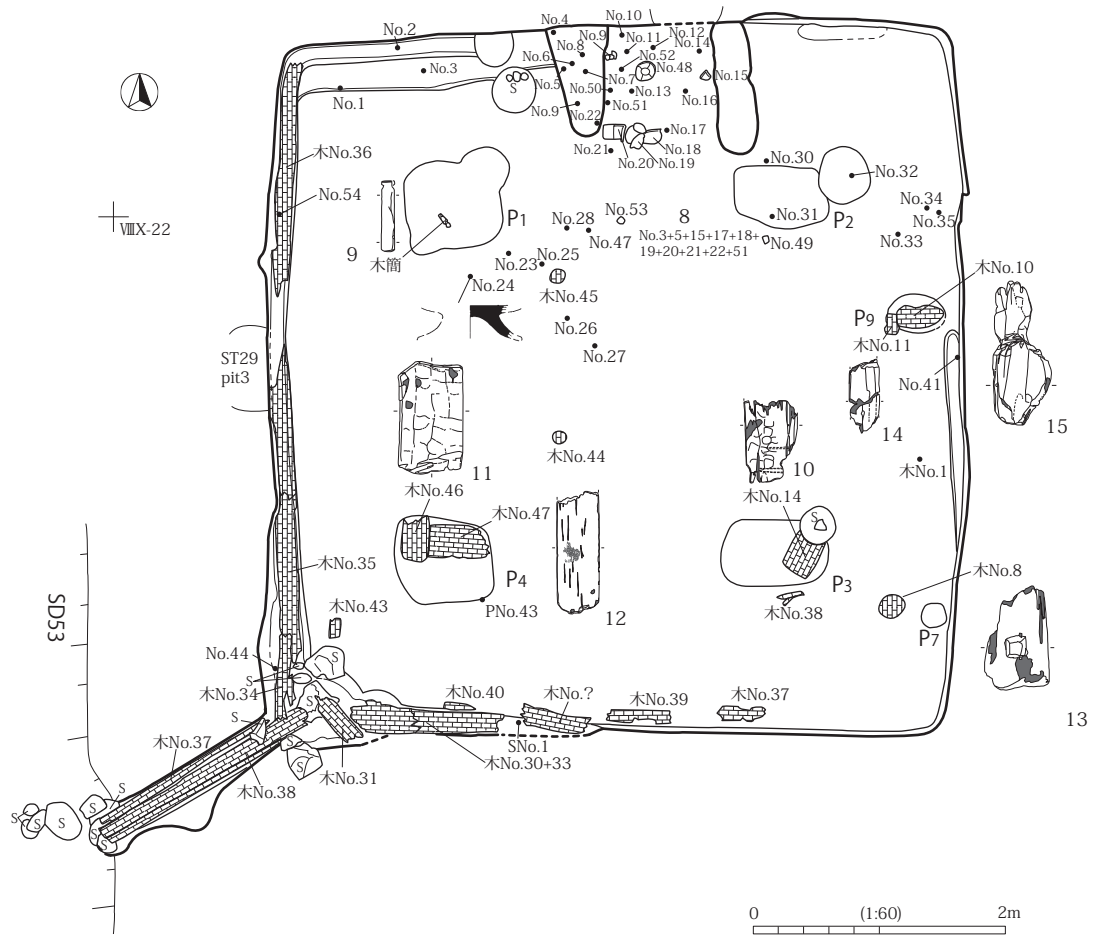 No.10
No.4
No.2
No.9
No.11
No.12
No.8
No.14
No.6
No.52
No.48
No.3
S
No.5
No.7
No.15
No.50
No.13
No.1
No.51
No.16
No.9
No.22
No.17
木No.36
No.21
No.18
No.20
No.19
No.30
No.32
No.54
P1
No.28
No.53
8
No.31
P2
No.34
No.35
No.47
No.3+5+15+17+18+
19+20+21+22+51
No.49
No.33
X-22
9
木簡
No.23
No.25
No.24
木No.45
木No.10
P9
木No.11
No.26
No.27
ST29
pit3
No.41
14
15
木No.44
10
木No.1
11
木No.46
木No.14
木No.47
S
木No.35
P4
P3
木No.8
PNo.43
12
木No.38
P7
SD53
木No.43
No.44
S
木No.34
S
S
木No.40
木No.?
木No.39
木No.37
13
S
木No.37
S
SNo.1
木No.30+33
木No.31
S
木No.38
S
S
S
S
S
S
S
S
0
(1:60)
2m